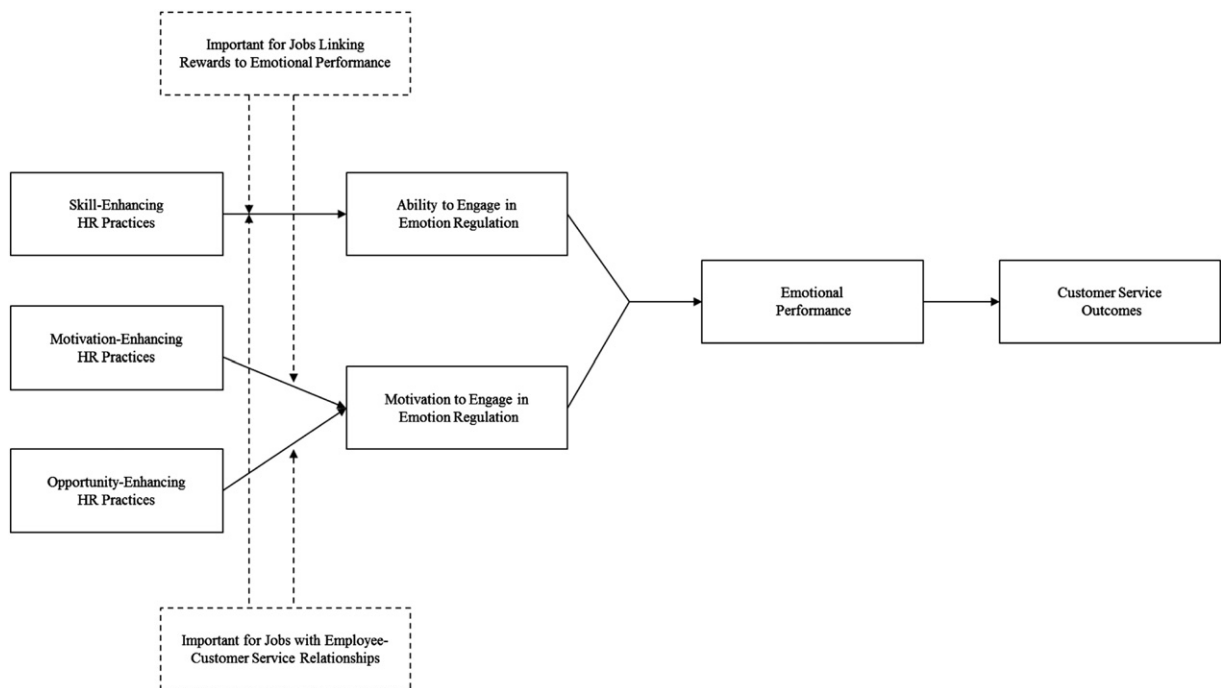 Important for Jobs Linking
Rewards to Emotional Performance
Skill-Enhancing
HR Practices
Ability to Engage in
Emotion Regulation
Motivation-Enhancing
HR Practices
Emotional
Performance
Customer Service
Outcomes
Motivation to Engage in
Emotion Regulation
Opportunity-Enhancing
HR Practices
Important for Jobs with Employee-
Customer Service Relationships